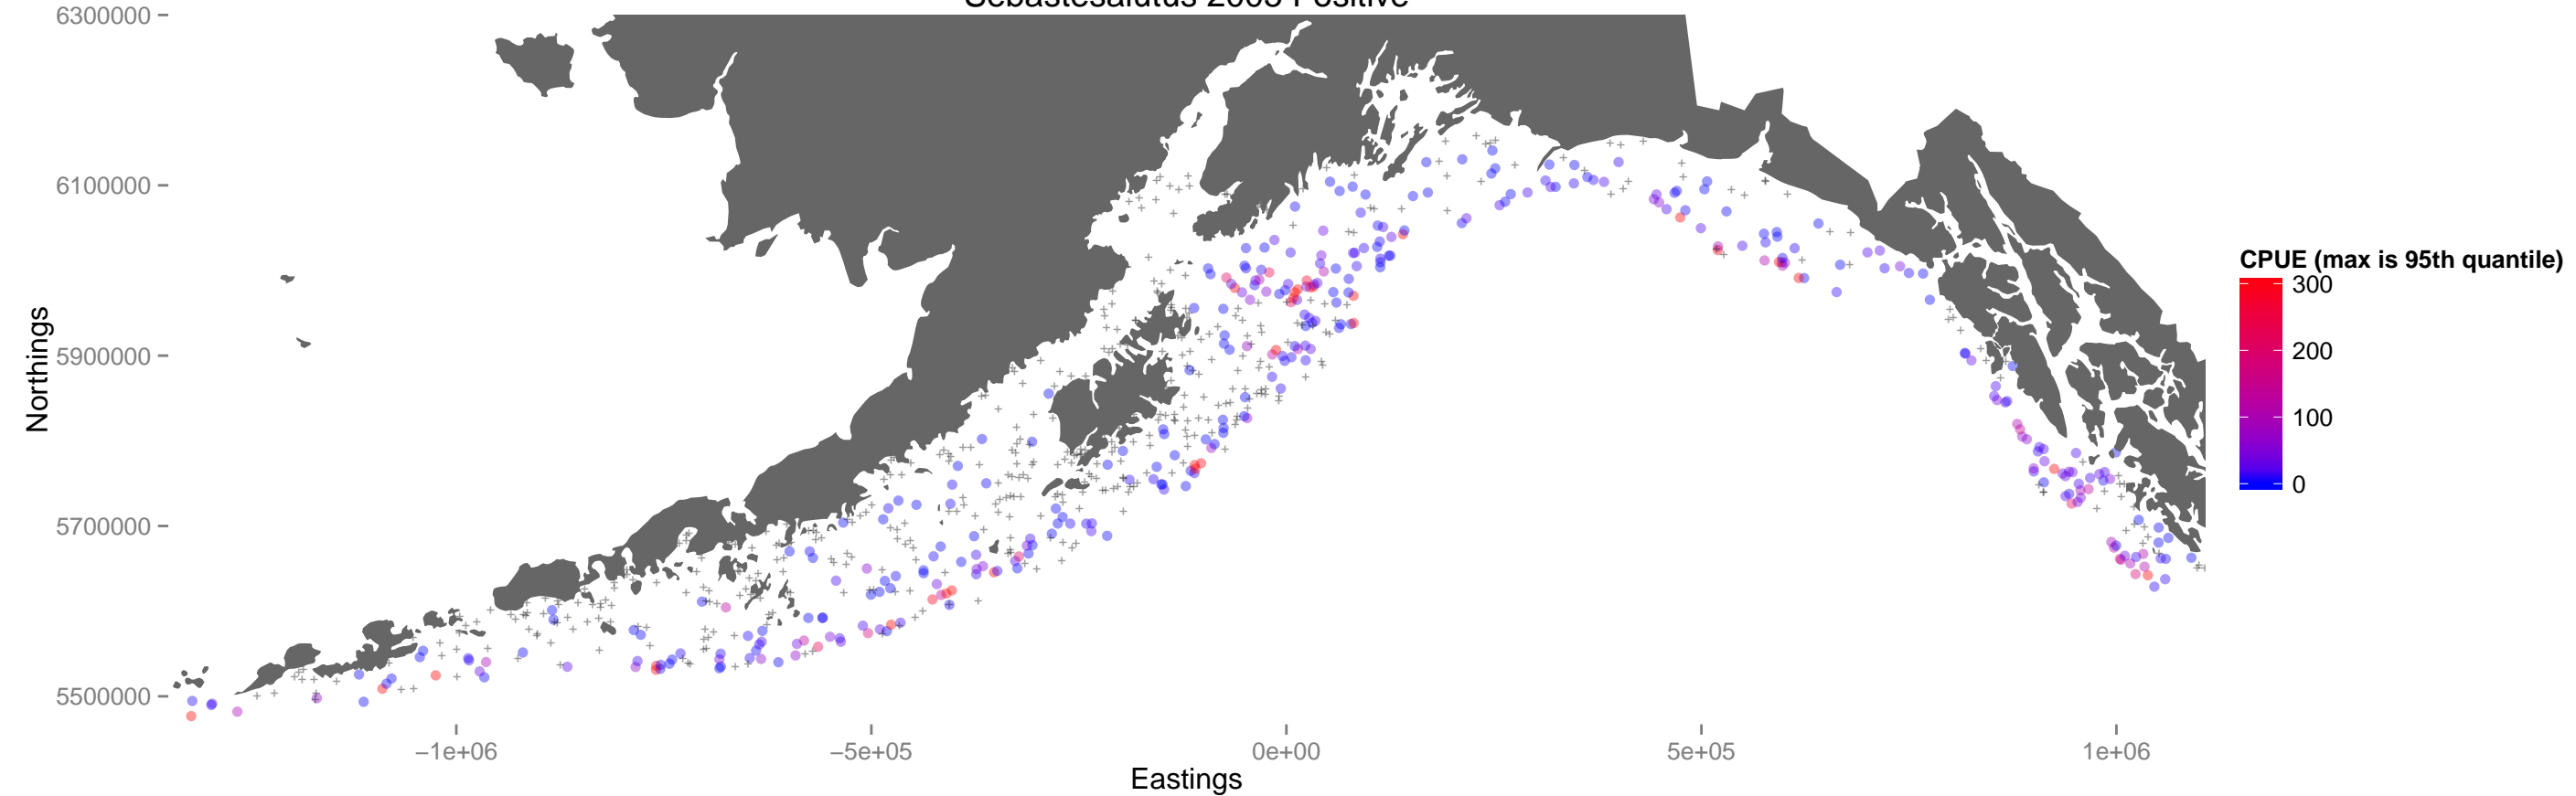 Sebastesalutus Positive
6300000
6100000
5900000
5700000
5500000
Northings
−1e+06
−5e+05
0e+00
5e+05
1e+06
Eastings
CPUE (max is 95th quantile)
300
200
100
0